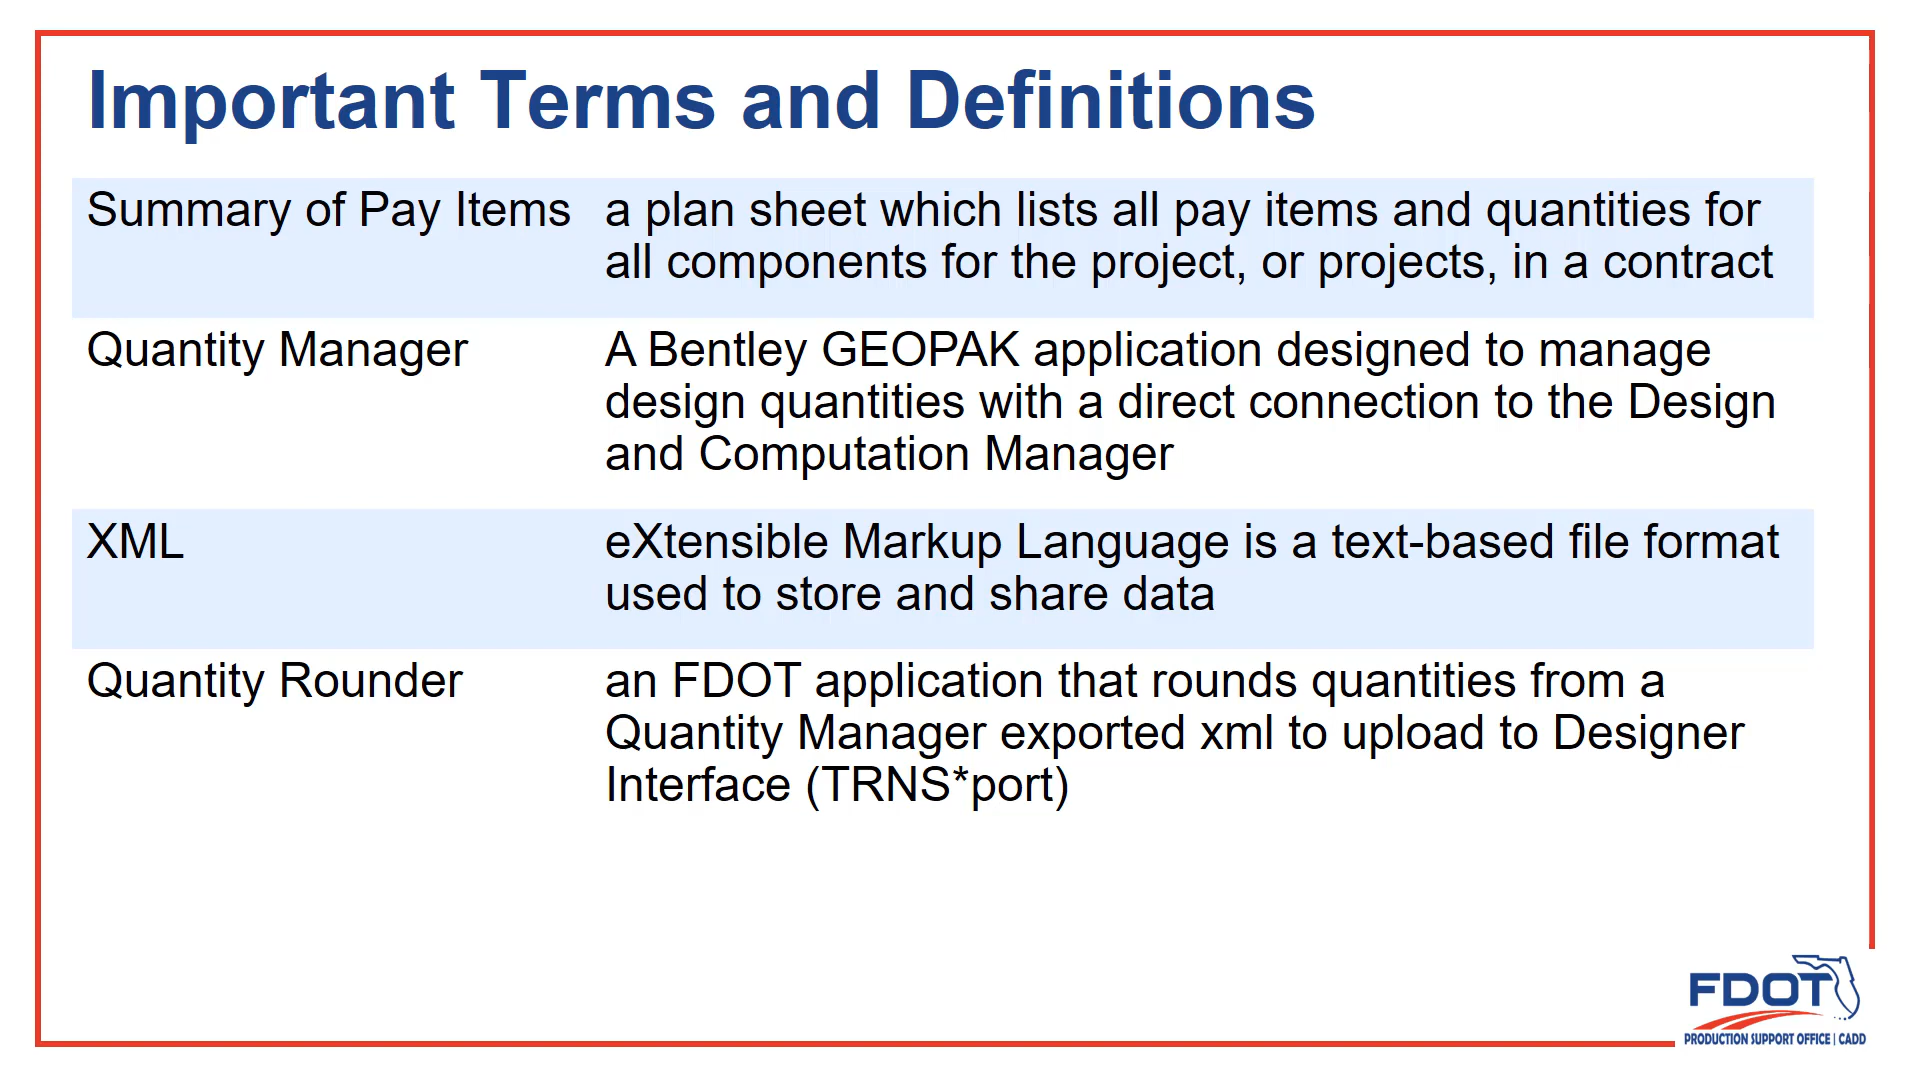 Important Terms and Definitions
Summary of Pay Items
a plan sheet which lists all pay items and quantities for
all components for the project, or projects, in a contract
Quantity Manager
A Bentley GEOPAK application designed to manage
design quantities with a direct connection to the Design
and Computation Manager
XML
eXtensible Markup Language is a text-based file format
used to store and share data
Quantity Rounder
an FDOT application that rounds quantities from a
Quantity Manager exported xml to upload to Designer
Interface (TRNS*port)
FDOT
PRODUCTION SUPPORT OFFICE | CADD